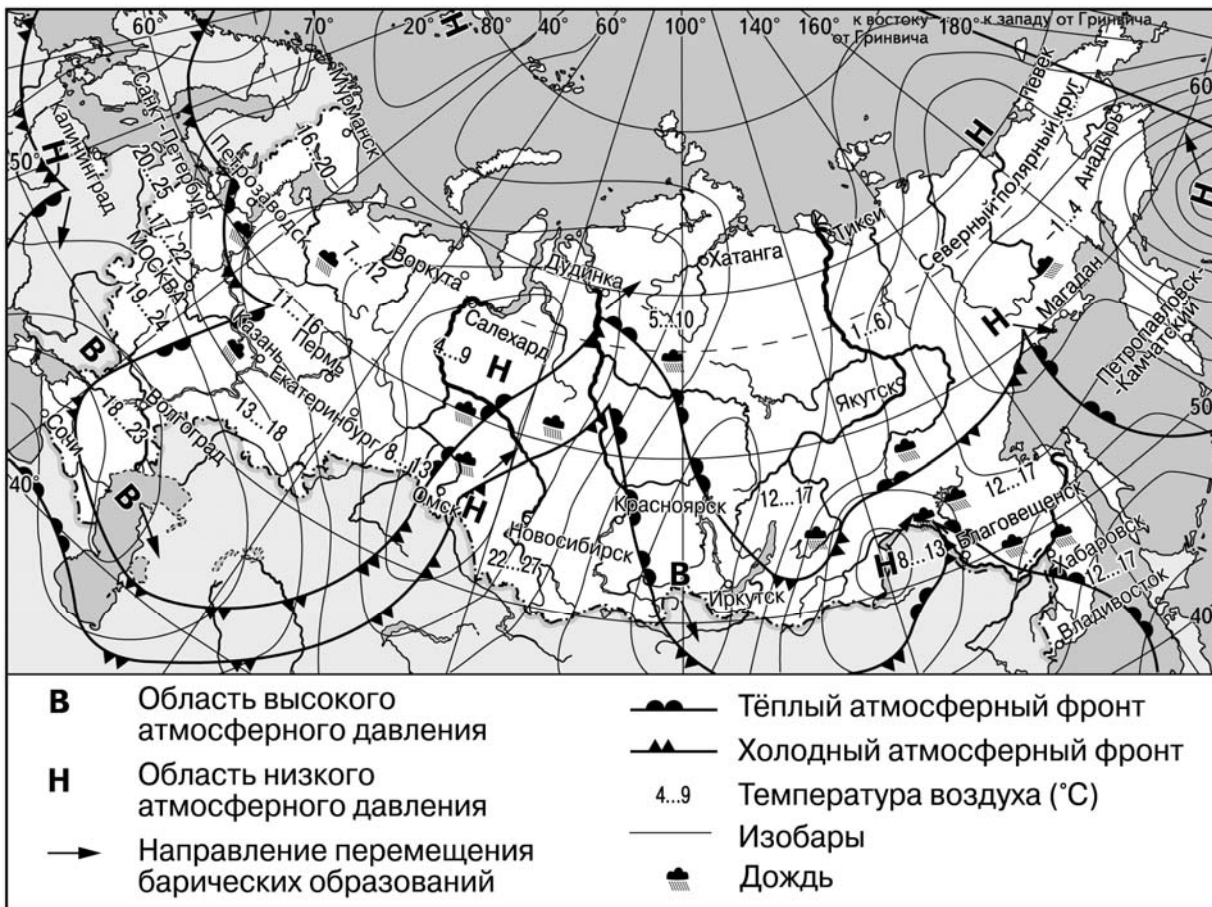 60° 70° 20° 80° 40° 60° 100° 140° 160° 180°
к востоку от Гринвича
к западу от Гринвича
Н
Мурманск
Певек
60
Санкт-Петербург
16...20
Северный полярный круг
Анадырь
Калининград
Н
50°
20...25
Петрозаводск
Н
Н
17...22
7...12
Воркута
Дудинка
Хатанга
Тикси
-1...4
МОСКВА
19...24
11...16
Салехард
5...10
1...6
Н
Магадан
Петропавловск-
Камчатский
В
Казань
Пермь
4...9
Н
Екатеринбург
Якутск
50
Сочи
18...23
Волгоград
13...18
8...13
40°
В
Омск
Н
Красноярск
12...17
12...17
Новосибирск
Благовещенск
Хабаровск
22...27
В
Иркутск
Н
8...13
12...17
Владивосток
40
В Область высокого
атмосферного давления
Н Область низкого
атмосферного давления
Направление перемещения
барических образований
Тёплый атмосферный фронт
Холодный атмосферный фронт
4...9 Температура воздуха (°С)
Изобары
Дождь